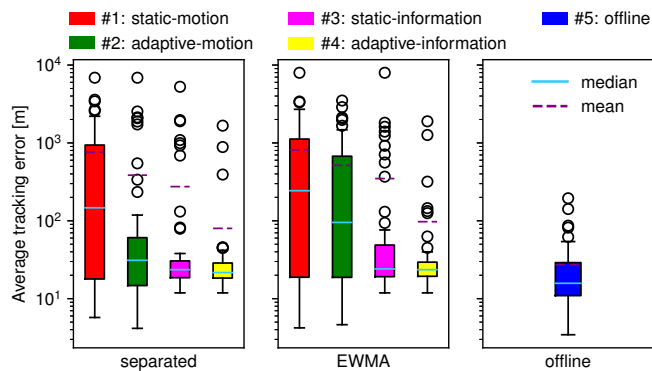 #1: static-motion #3: static-information #5: offline
#2: adaptive-motion #4: adaptive-information
Average tracking error [m]
10^4
10^3
10^2
10^1
median
mean
separated EWMA offline